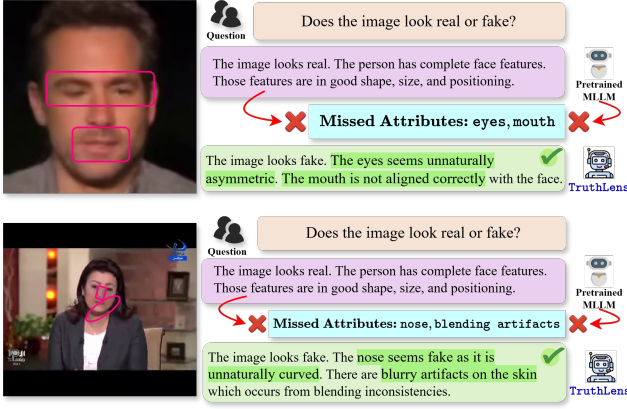 Question
Does the image look real or fake?
The image looks real. The person has complete face features.
Those features are in good shape, size, and positioning.
Pretrained
MLLM
Missed Attributes: eyes, mouth
The image looks fake. The eyes seems unnaturally
asymmetric. The mouth is not aligned correctly with the face.
TruthLens
Question
Does the image look real or fake?
The image looks real. The person has complete face features.
Those features are in good shape, size, and positioning.
Pretrained
MLLM
Missed Attributes: nose, blending artifacts
The image looks fake. The nose seems fake as it is
unnaturally curved. There are blurry artifacts on the skin
which occurs from blending inconsistencies.
TruthLens